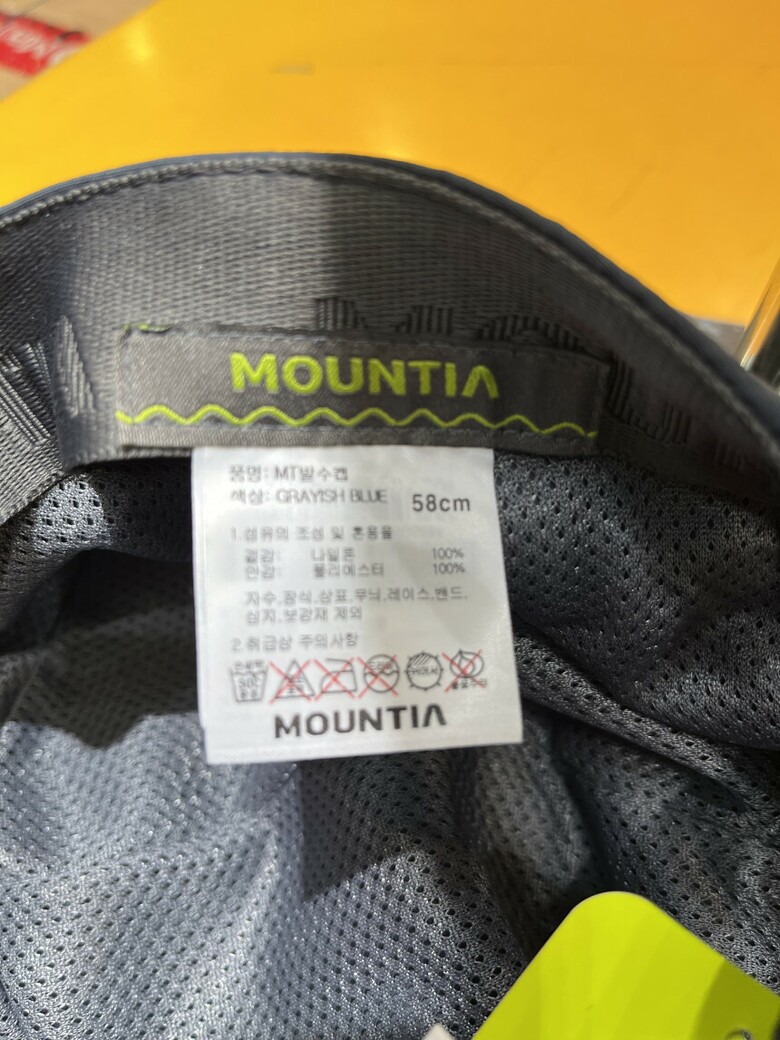 MOUNTIA
품명: MT발수캡
색상: GRAYISH BLUE 58cm
1.섬유의 조성 및 혼용율
겉감: 나일론 100%
안감: 폴리에스터 100%
자수.장식.상표.무늬.레이스.밴드.
심지.보강재 제외
2.취급상 주의사항
MOUNTIA